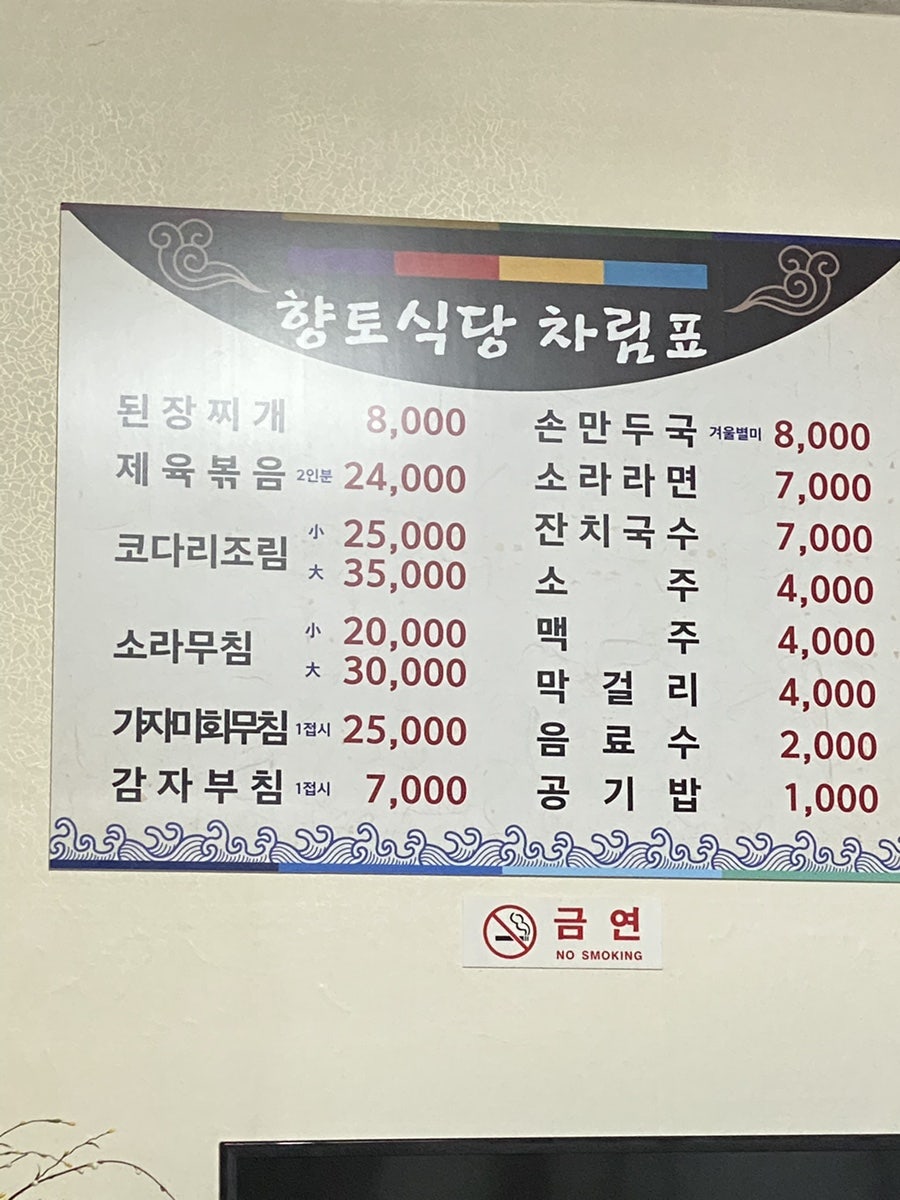 향토식당 차림표
된장찌개 8,000
제육볶음 2인분 24,000
코다리조림 小 25,000
大 35,000
소라무침 小 20,000
大 30,000
가자미회무침 1접시 25,000
감자부침 1접시 7,000
손만두국 겨울별미 8,000
소라라면 7,000
잔치국수 7,000
소주 4,000
맥주 4,000
막걸리 4,000
음료수 2,000
공기밥 1,000
금연
NO SMOKING